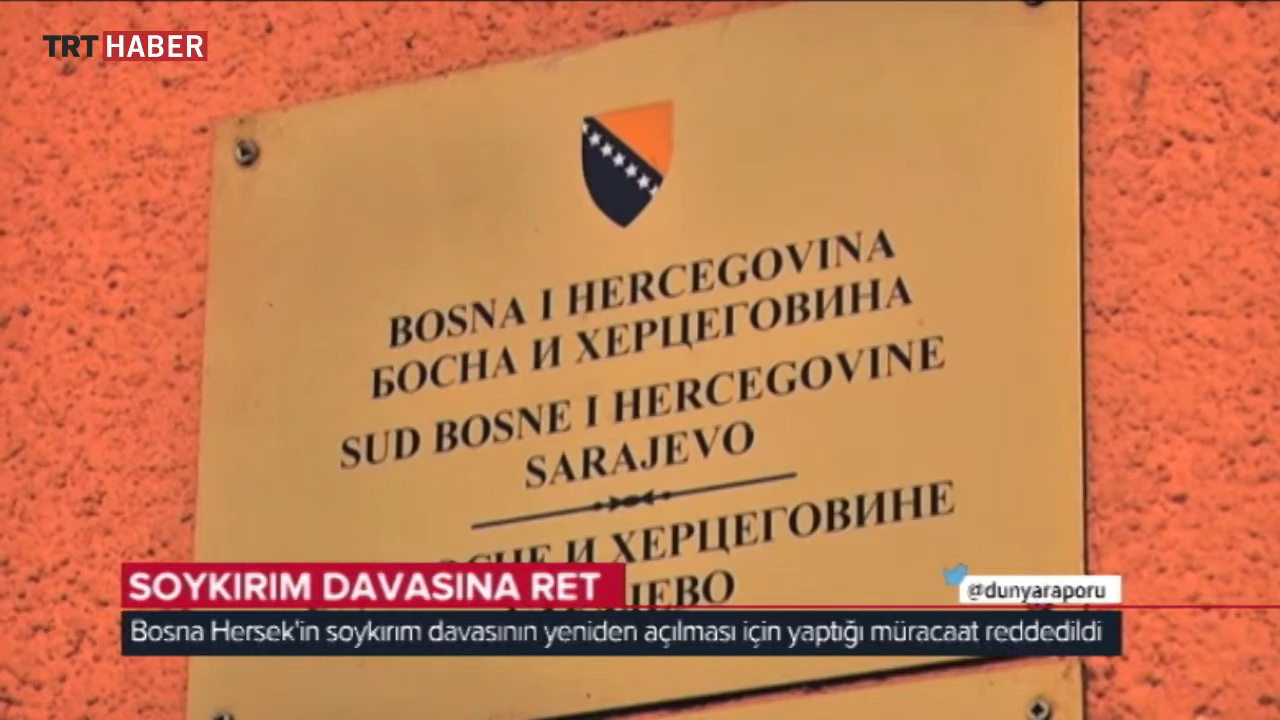 TRT HABER
BOSNA I HERCEGOVINA
БОСНА И ХЕРЦЕГОВИНА
SUD BOSNE I HERCEGOVINE
SARAJEVO
И ХЕРЦЕГОВИНЕ
SOYKIRIM DAVASINA RET
@dunyaraporu
Bosna Hersek'in soykırım davasının yeniden açılması için yaptığı müracaat reddedildi